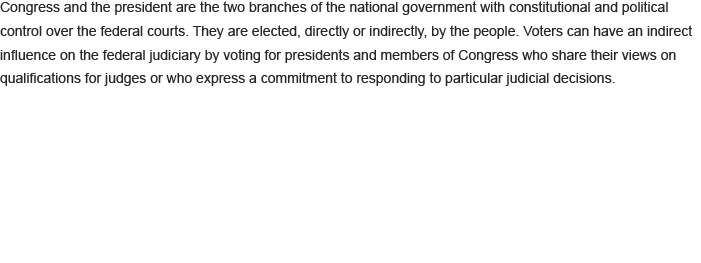 Congress and the president are the two branches of the national government with constitutional and political
control over the federal courts. They are elected, directly or indirectly, by the people. Voters can have an indirect
influence on the federal judiciary by voting for presidents and members of Congress who share their views on
qualifications for judges or who express a commitment to responding to particular judicial decisions.